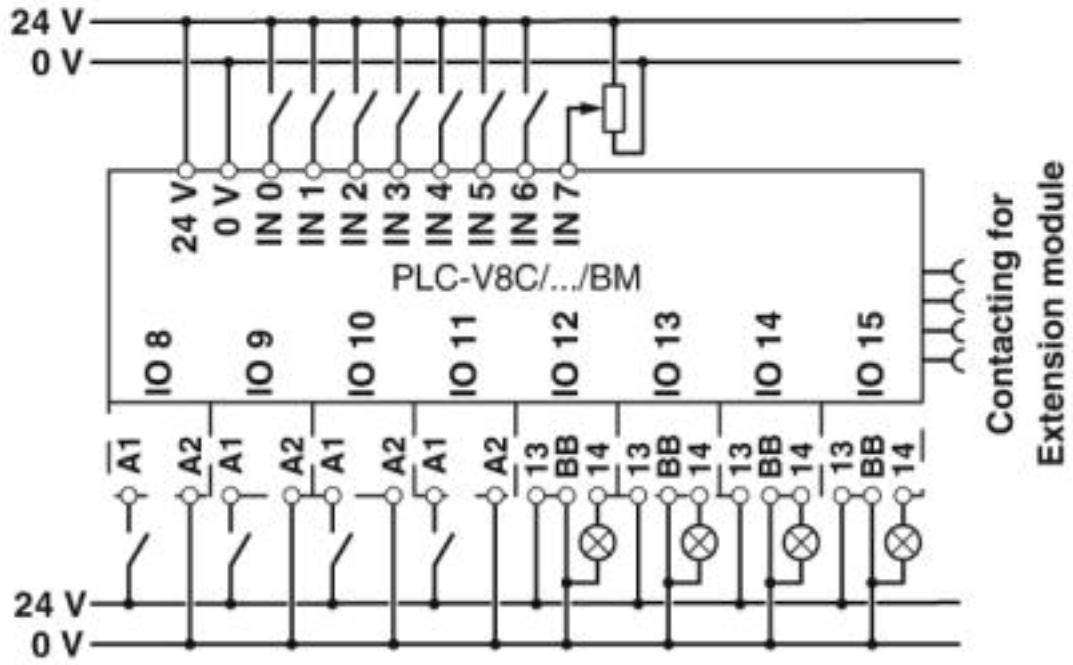 24 V
0 V
24 V
0 V
IN 0
IN 1
IN 2
IN 3
IN 4
IN 5
IN 6
IN 7
PLC-V8C/.../BM
IO 8
IO 9
IO 10
IO 11
IO 12
IO 13
IO 14
IO 15
Contacting for
Extension module
A1
A2
A1
A2
A1
A2
A1
A2
13
BB
14
13
BB
14
13
BB
14
13
BB
14
24 V
0 V